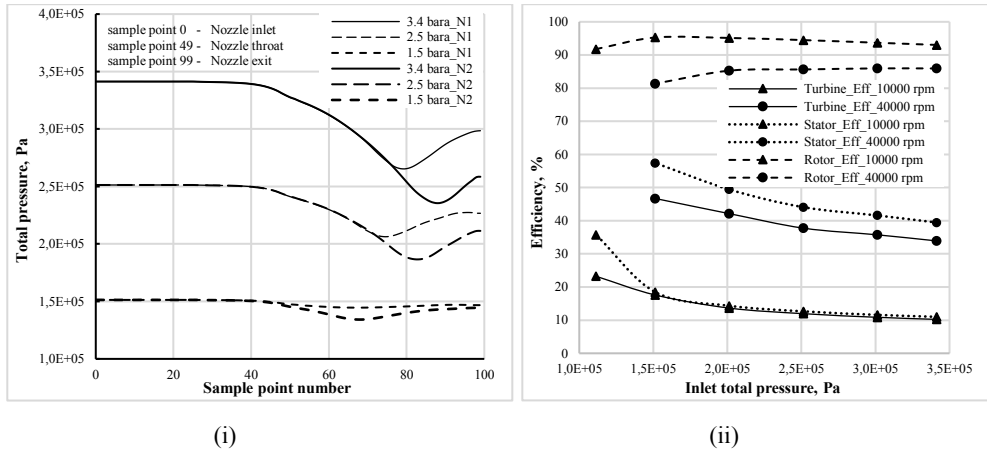 4,0E+05
3,5E+05
3,0E+05
2,5E+05
2,0E+05
1,5E+05
1,0E+05
Total pressure, Pa
sample point 0 - Nozzle inlet
sample point 49 - Nozzle throat
sample point 99 - Nozzle exit
3.4 bara_N1
2.5 bara_N1
1.5 bara_N1
3.4 bara_N2
2.5 bara_N2
1.5 bara_N2
0 20 40 60 80 100
Sample point number
(i)
100
90
80
70
60
50
40
30
20
10
0
Efficiency, %
Turbine_Eff_10000 rpm
Turbine_Eff_40000 rpm
Stator_Eff_10000 rpm
Stator_Eff_40000 rpm
Rotor_Eff_10000 rpm
Rotor_Eff_40000 rpm
1,0E+05 1,5E+05 2,0E+05 2,5E+05 3,0E+05 3,5E+05
Inlet total pressure, Pa
(ii)